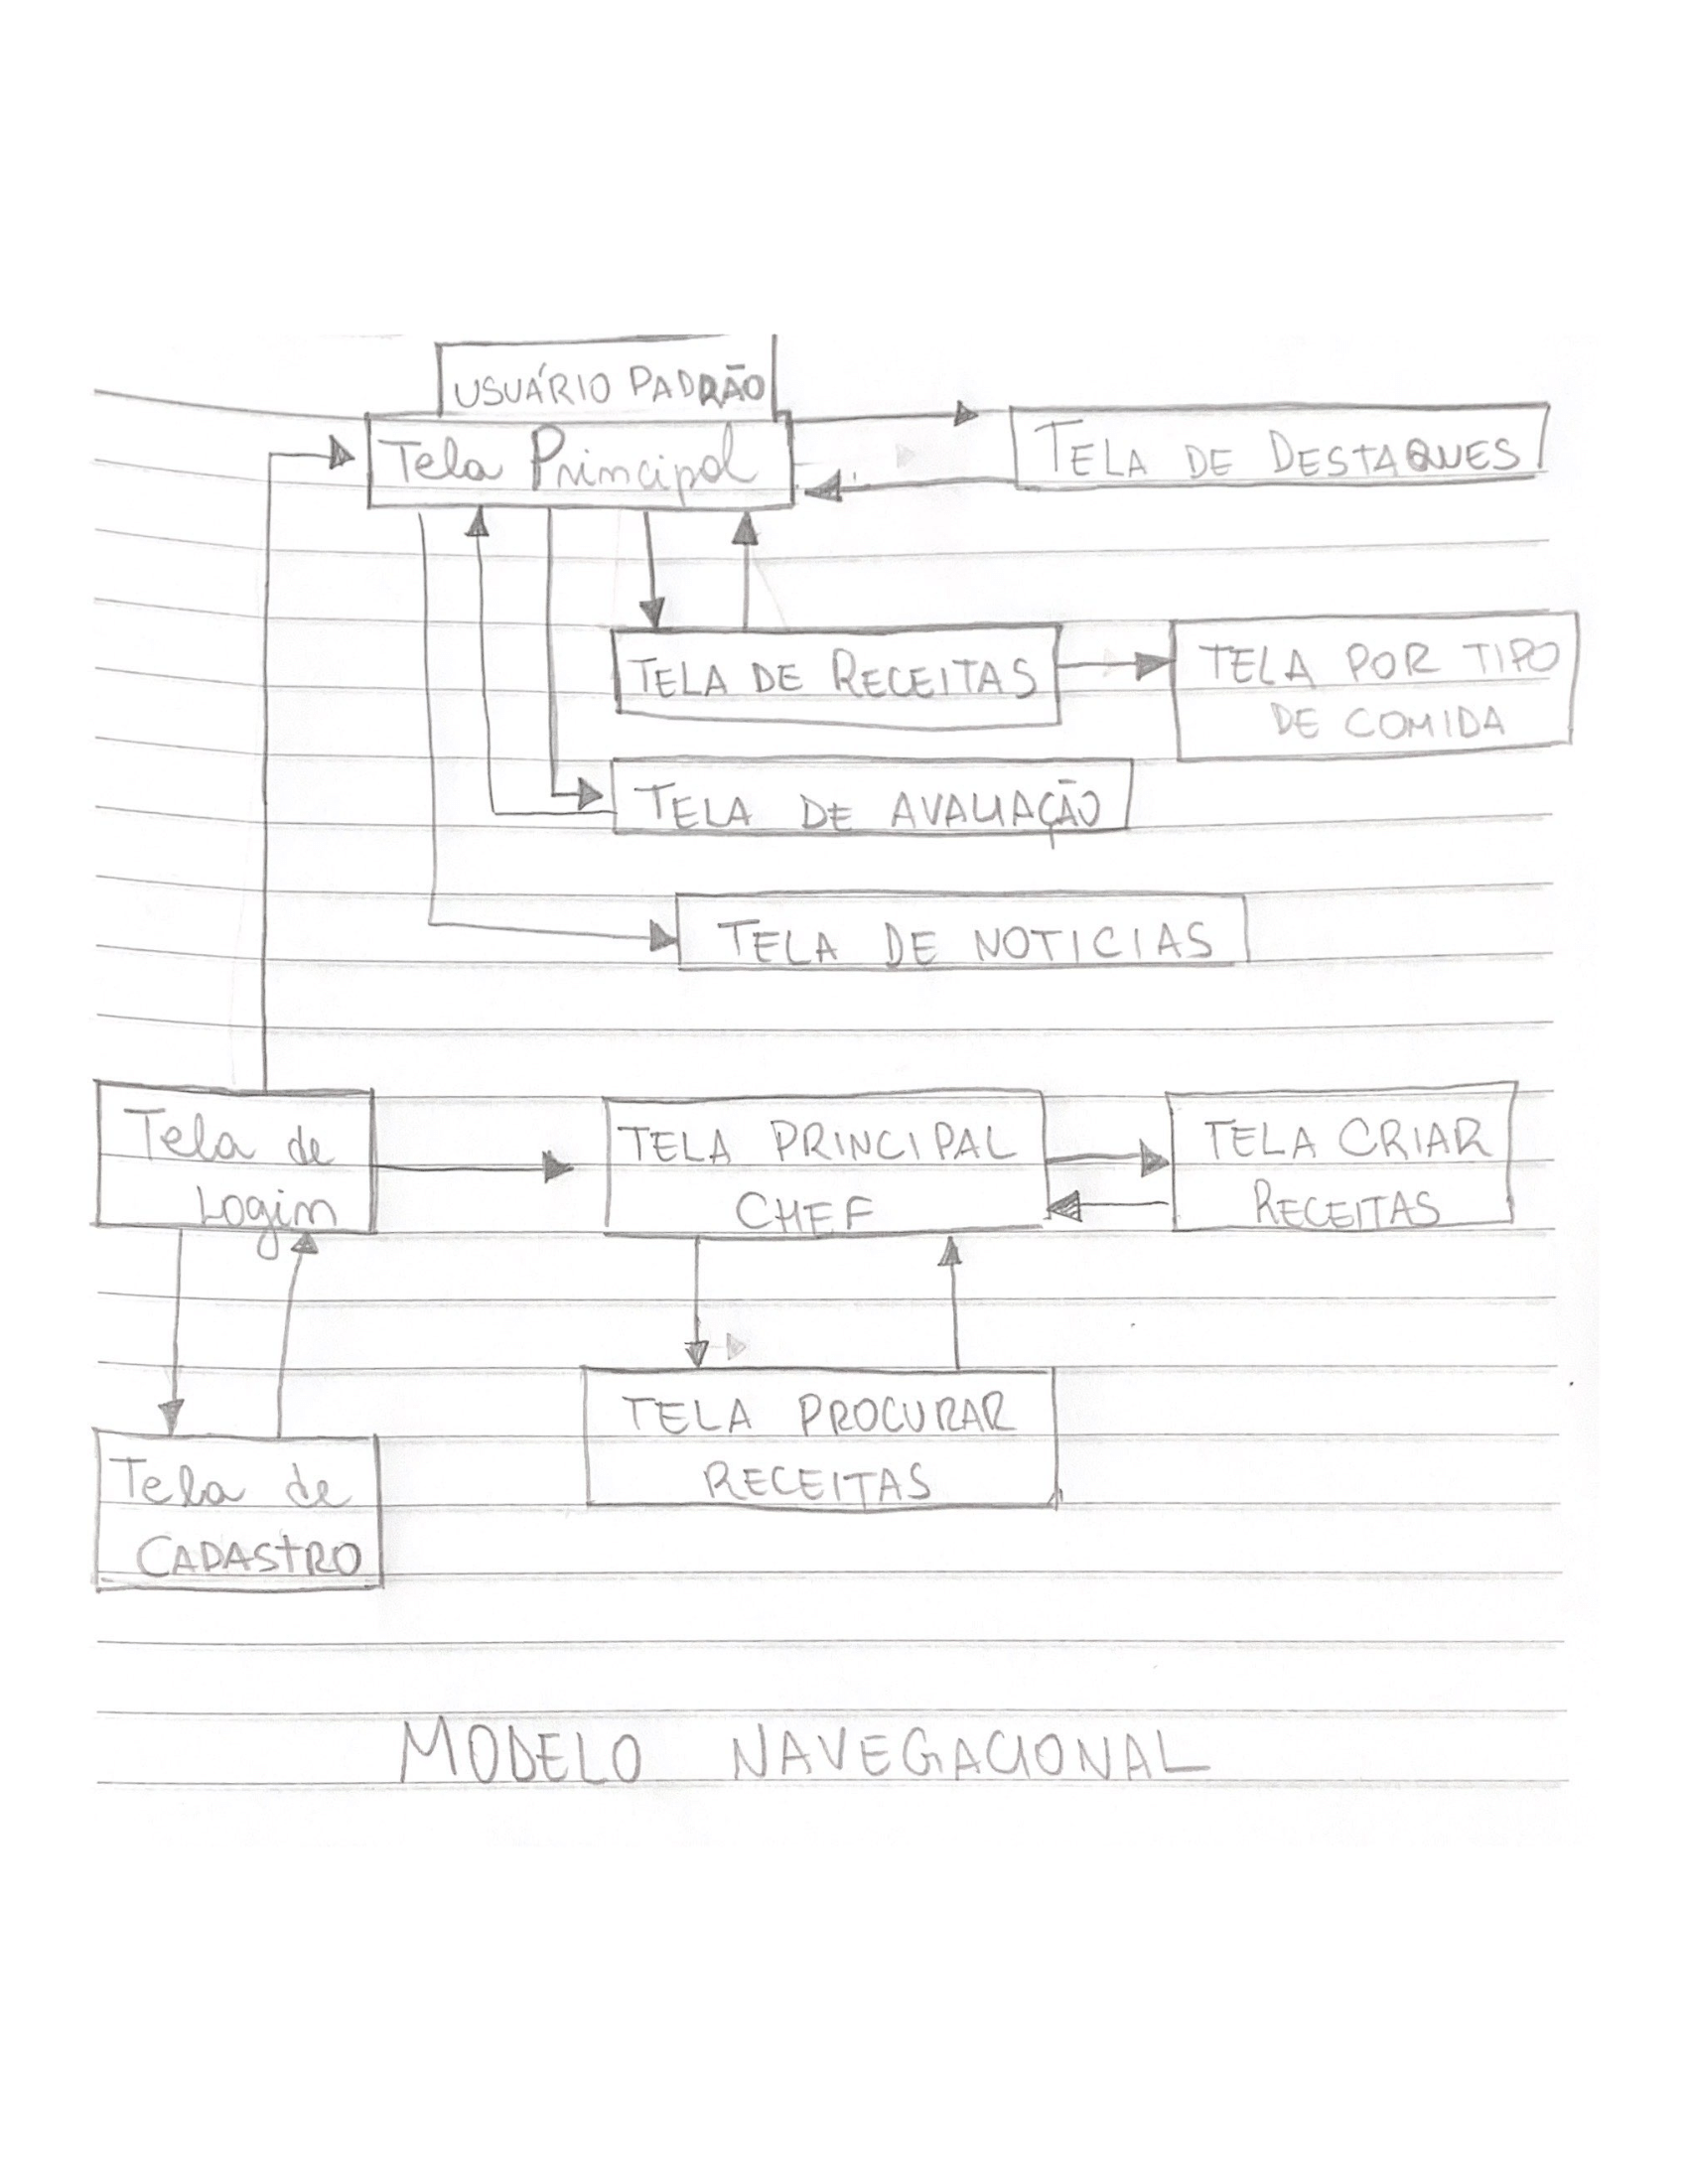 USUÁRIO PADRÃO
Tela Principal
TELA DE DESTAQUES
TELA DE RECEITAS
TELA POR TIPO
DE COMIDA
TELA DE AVALIAÇÃO
TELA DE NOTICIAS
Tela de
Login
TELA PRINCIPAL
CHEF
TELA CRIAR
RECEITAS
TELA PROCURAR
RECEITAS
Tela de
CADASTRO
MODELO NAVEGACIONAL